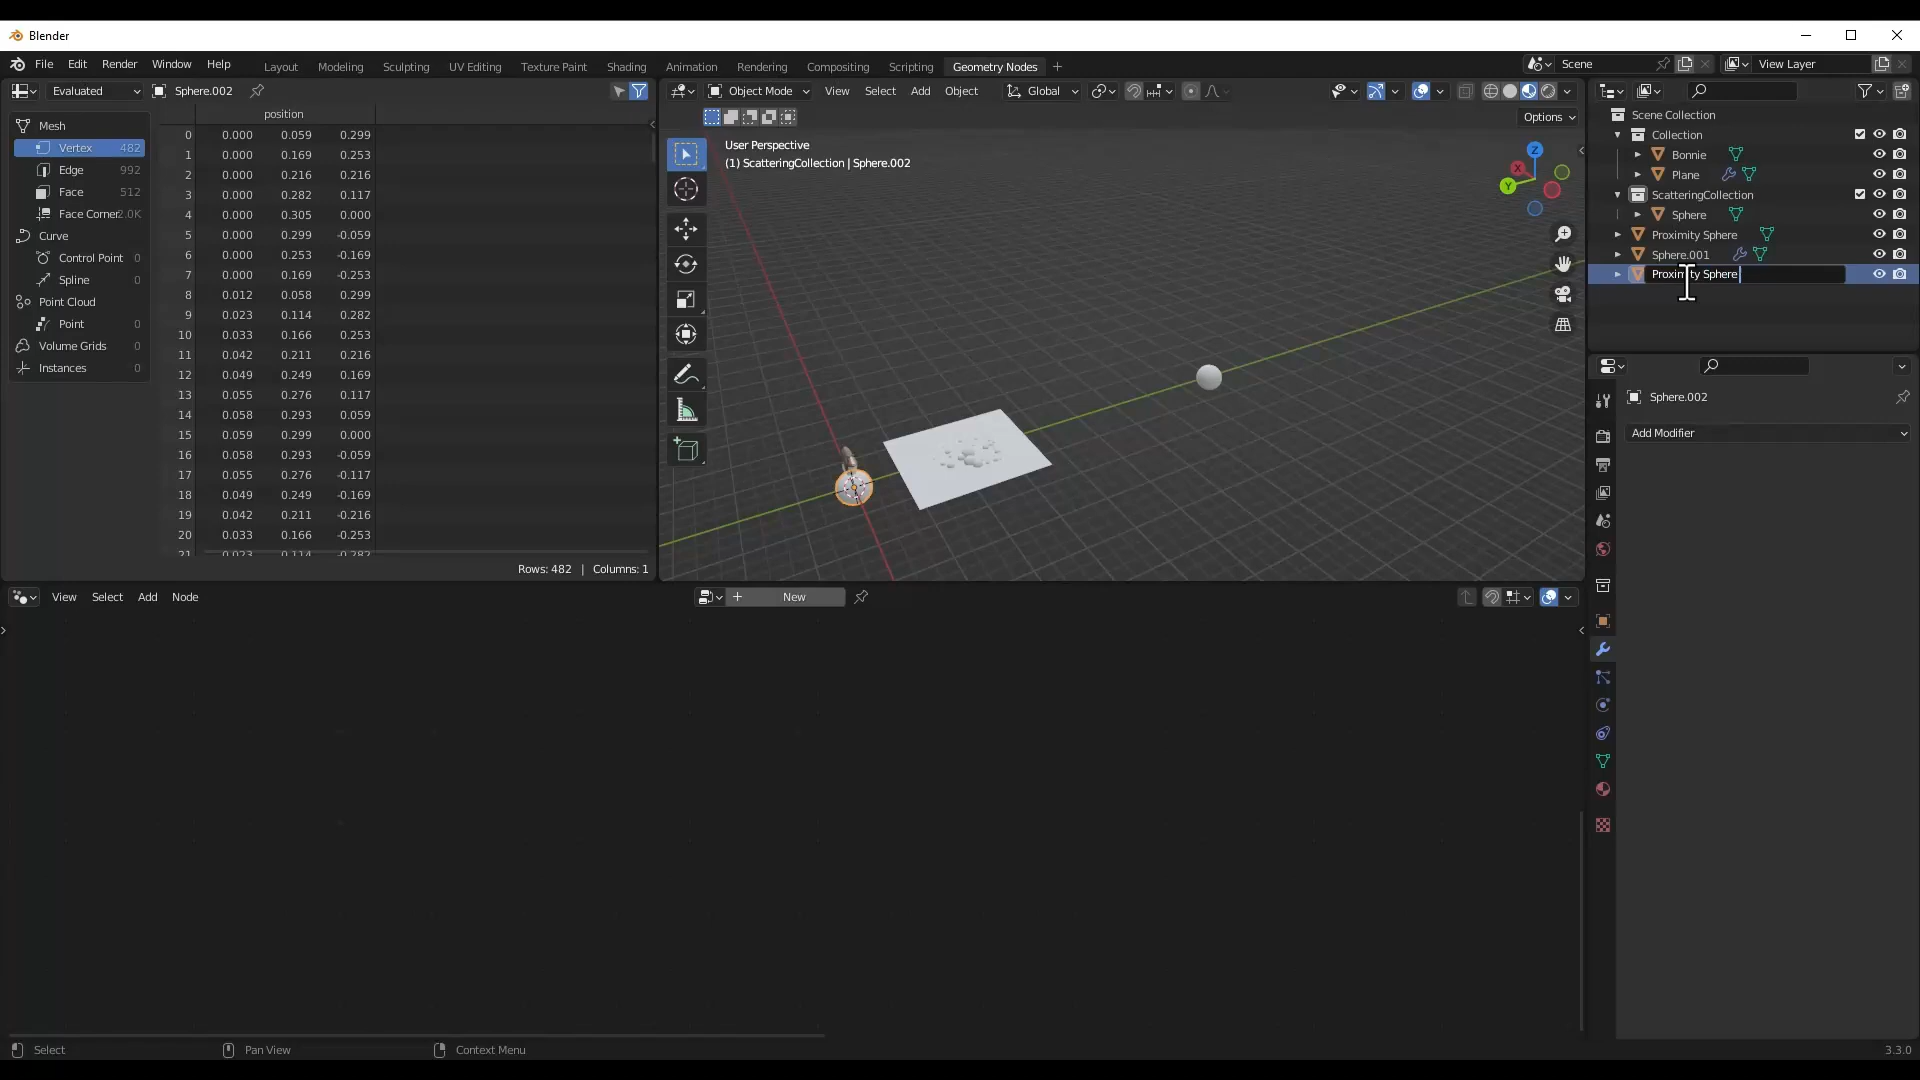 Blender
File Edit Render Window Help
Layout Modeling Sculpting UV Editing Texture Paint Shading Animation Rendering Compositing Scripting Geometry Nodes +
Scene
View Layer
Evaluated
Sphere.002
Object Mode View Select Add Object
Global
Options
position
Mesh
Vertex 482
Edge 992
Face 512
Face Corner 2.0K
Curve
Control Point 0
Spline 0
Point Cloud
Point 0
Volume Grids 0
Instances 0
0 0.000 0.059 0.299
1 0.000 0.169 0.253
2 0.000 0.216 0.216
3 0.000 0.282 0.117
4 0.000 0.305 0.000
5 0.000 0.299 -0.059
6 0.000 0.253 -0.169
7 0.000 0.169 -0.253
8 0.012 0.058 0.299
9 0.023 0.114 0.282
10 0.033 0.166 0.253
11 0.042 0.211 0.216
12 0.049 0.249 0.169
13 0.055 0.276 0.117
14 0.058 0.293 0.059
15 0.059 0.299 0.000
16 0.058 0.293 -0.059
17 0.055 0.276 -0.117
18 0.049 0.249 -0.169
19 0.042 0.211 -0.216
20 0.033 0.166 -0.253
21 0.023 0.114 -0.282
Rows: 482 | Columns: 1
User Perspective
(1) ScatteringCollection | Sphere.002
Z
X
Y
Scene Collection
Collection
Bonnie
Plane
ScatteringCollection
Sphere
Proximity Sphere
Sphere.001
Proximity Sphere
Sphere.002
Add Modifier
View Select Add Node
+ New
Select
Pan View
Context Menu
3.3.0